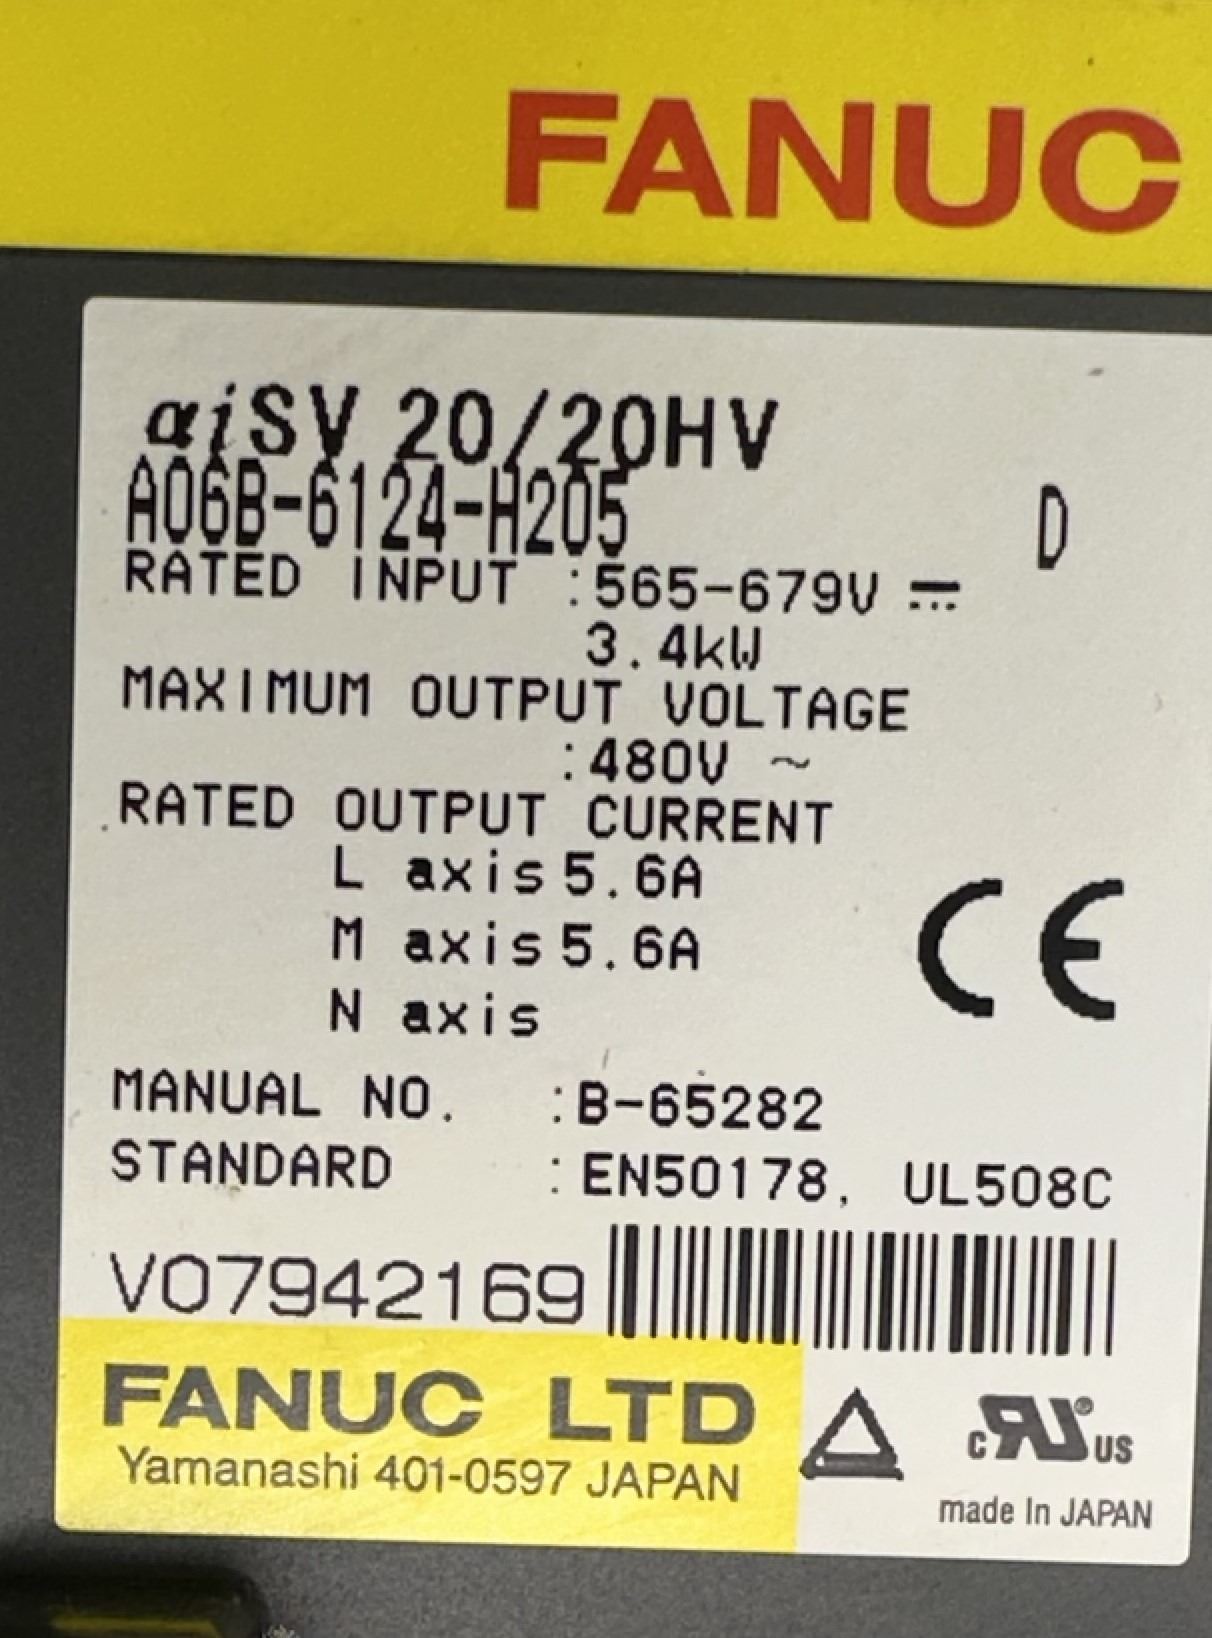 FANUC
αiSV 20/20HV
A06B-6124-H205 D
RATED INPUT :565-679V ⎓
3.4kW
MAXIMUM OUTPUT VOLTAGE
:480V ~
RATED OUTPUT CURRENT
L axis 5.6A
M axis 5.6A
N axis
CE
MANUAL NO. :B-65282
STANDARD :EN50178, UL508C
V07942169
FANUC LTD
Yamanashi 401-0597 JAPAN
c RU ® US
made In JAPAN